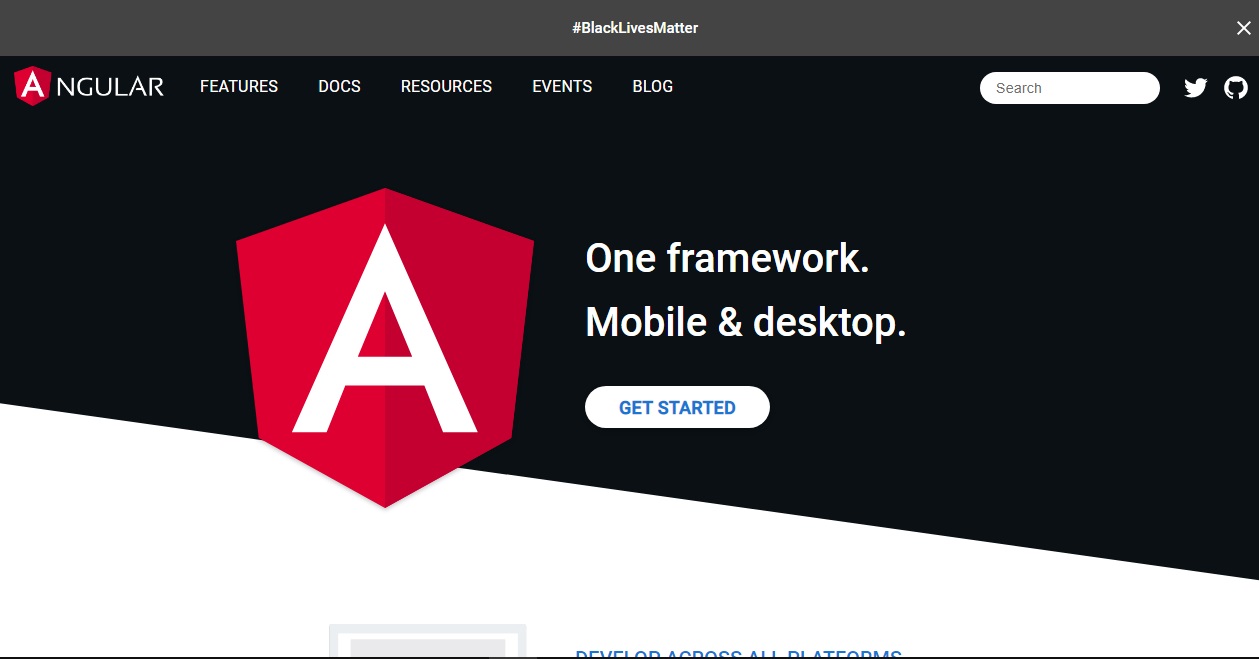 #BlackLivesMatter
ANGULAR FEATURES DOCS RESOURCES EVENTS BLOG Search
A
One framework.
Mobile & desktop.
GET STARTED
DEVELOP ACROSS ALL PLATFORMS